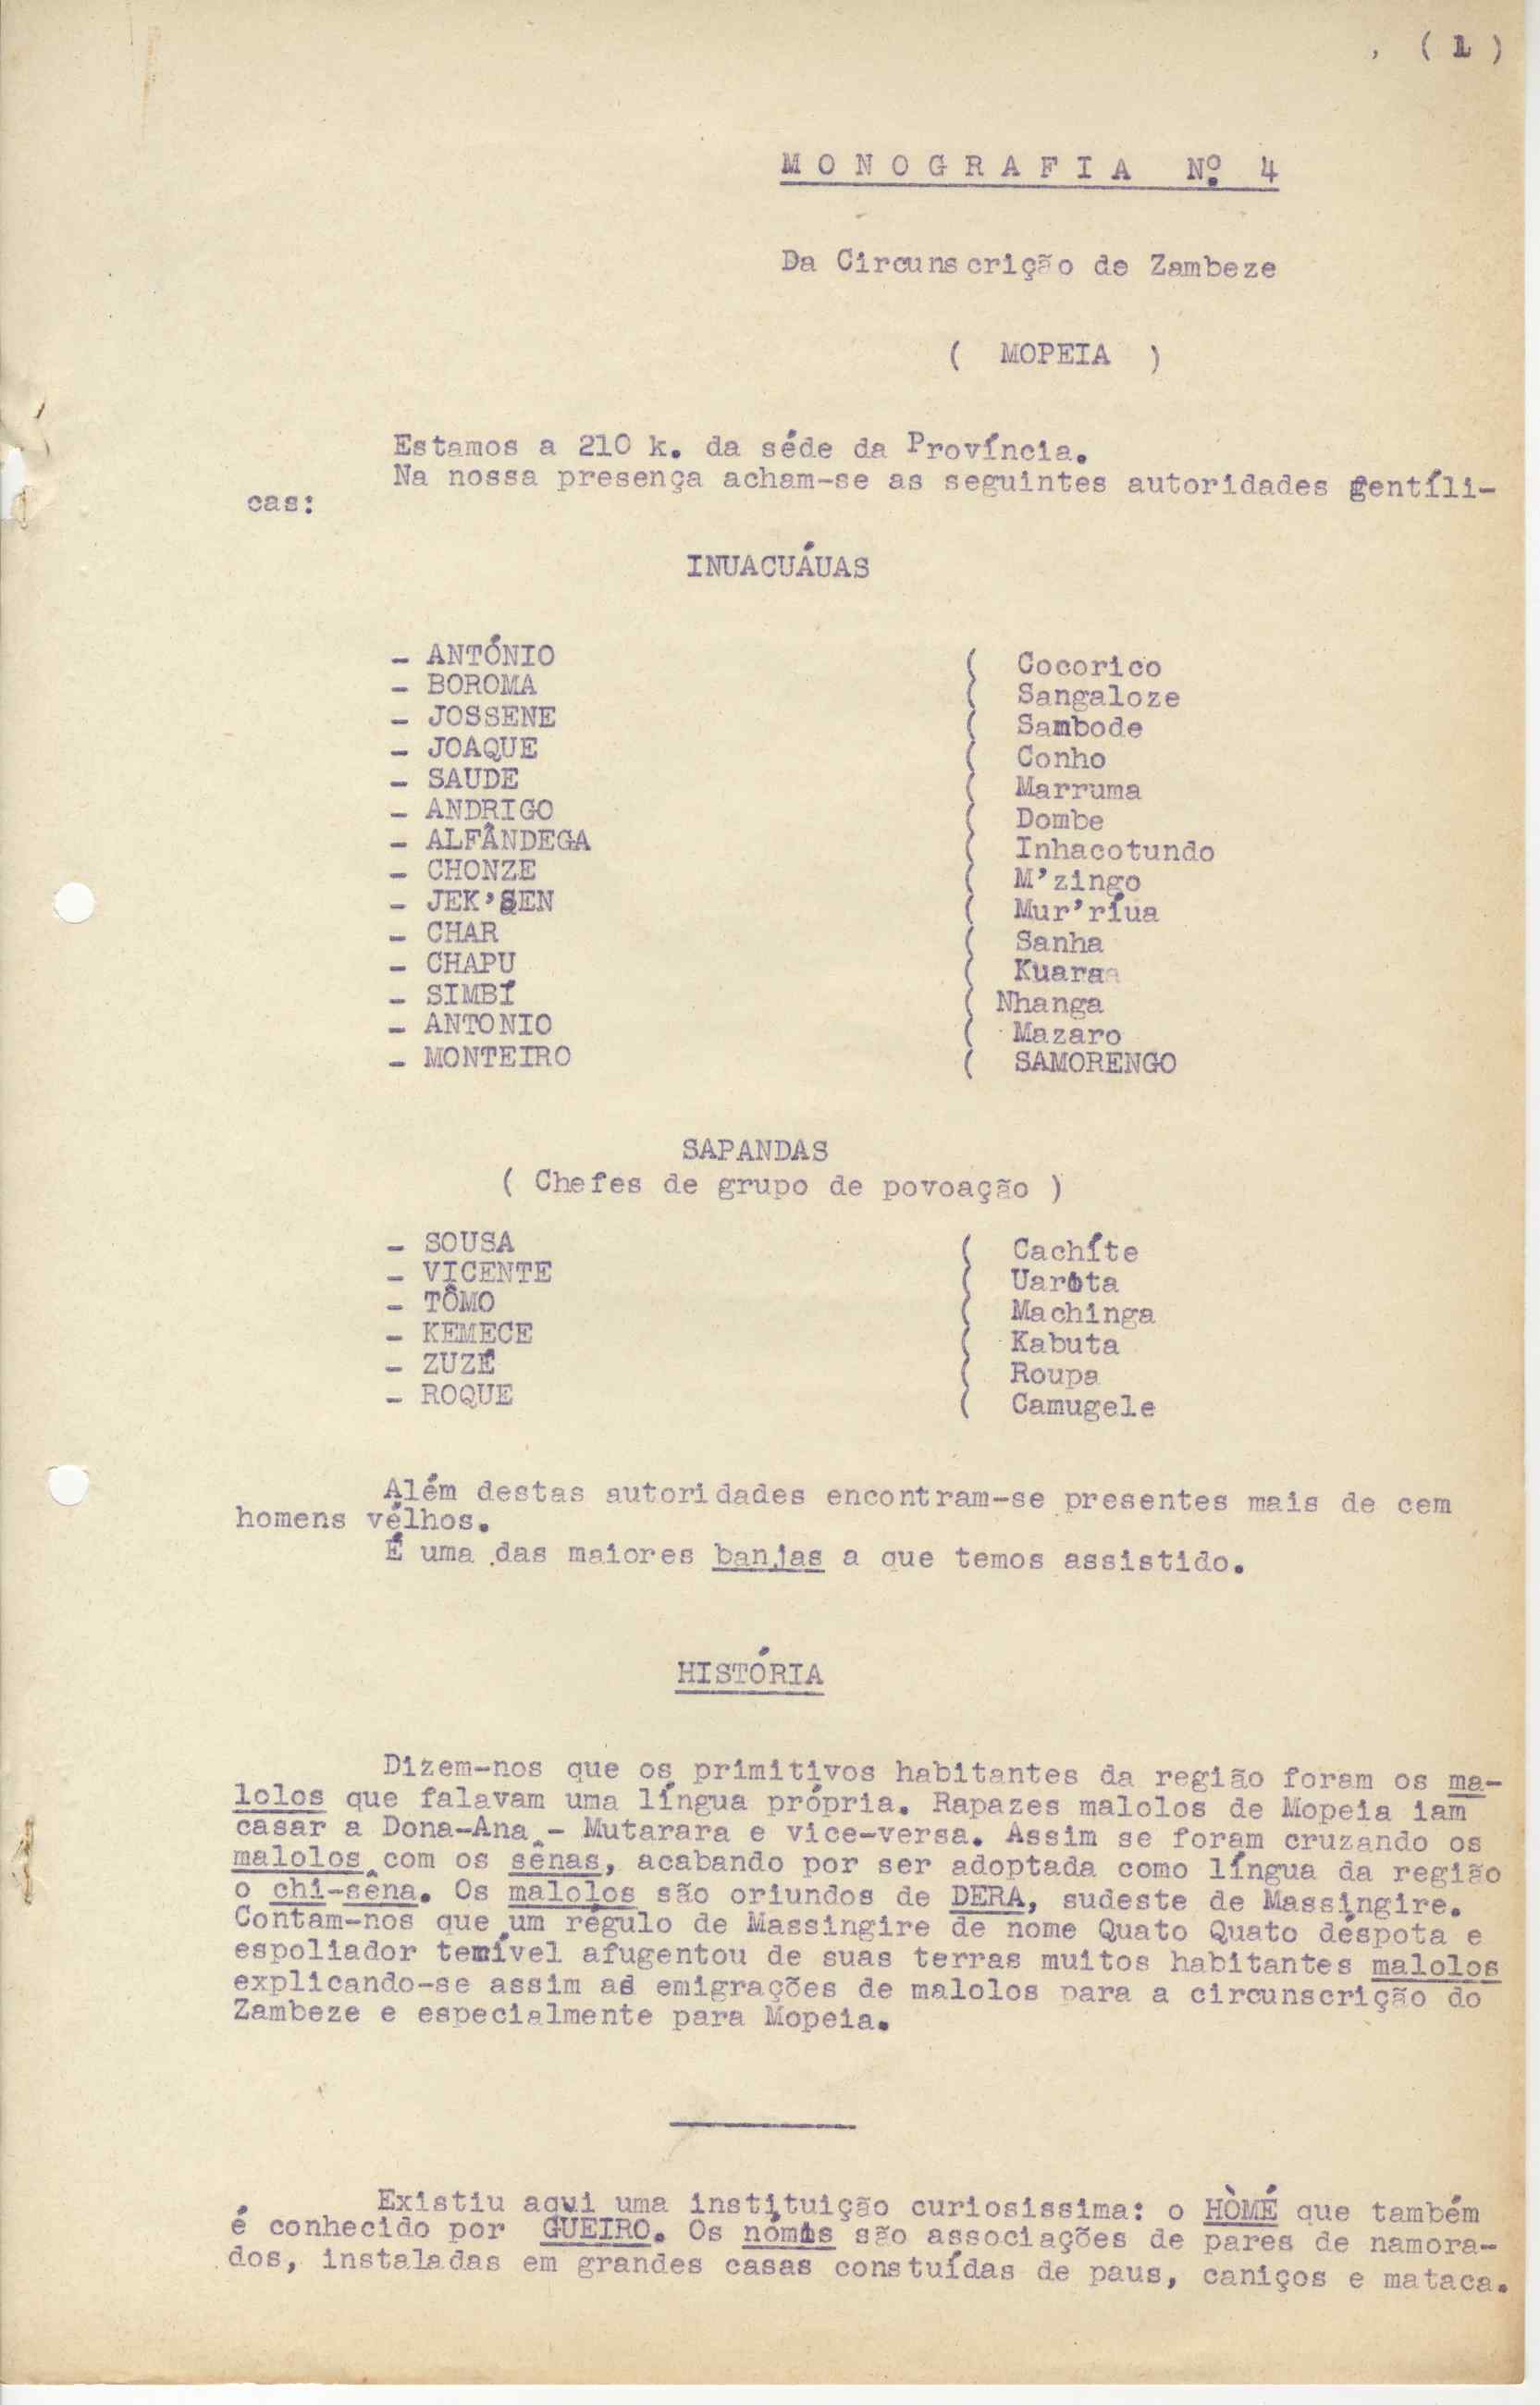 ( 1 )
MONOGRAFIA Nº 4
Da Circunscrição de Zambeze
( MOPEIA )
Estamos a 210 k. da séde da Província.
Na nossa presença acham-se as seguintes autoridades gentíli-
cas:
INUACUÁUAS
- ANTÓNIO ( Cocorico
- BOROMA ( Sangaloze
- JOSSENE ( Sambode
- JOAQUE ( Conho
- SAUDE ( Marruma
- ANDRIGO ( Dombe
- ALFÂNDEGA ( Inhacotundo
- CHONZE ( M'zingo
- JEK'SEN ( Mur'ríua
- CHAR ( Sanha
- CHAPU ( Kuara
- SIMBÍ ( Nhanga
- ANTONIO ( Mazaro
- MONTEIRO ( SAMORENGO
SAPANDAS
( Chefes de grupo de povoação )
- SOUSA ( Cachíte
- VICENTE (
- TÔMO ( Machinga
- KEMECE ( Kabuta
- ZUZÉ ( Roupa
- ROQUE ( Camugele
Além destas autoridades encontram-se presentes mais de cem
homens vélhos.
É uma das maiores banjas a que temos assistido.
HISTÓRIA
Dizem-nos que os primitivos habitantes da região foram os ma-
lolos que falavam uma língua própria. Rapazes malolos de Mopeia iam
casar a Dona-Ana - Mutarara e vice-versa. Assim se foram cruzando os
malolos com os sênas, acabando por ser adoptada como língua da região
o chi-sêna. Os malolos são oriundos de DERA, sudeste de Massingire.
Contam-nos que um régulo de Massingire de nome Quato Quato déspota e
espoliador temível afugentou de suas terras muitos habitantes malolos
explicando-se assim as emigrações de malolos para a circunscrição do
Zambeze e especialmente para Mopeia.
Existiu aqui uma instituição curiosissima: o HÒMÉ que também
é conhecido por GUEIRO. Os são associações de pares de namora-
dos, instaladas em grandes casas constuídas de paus, caniços e mataca.